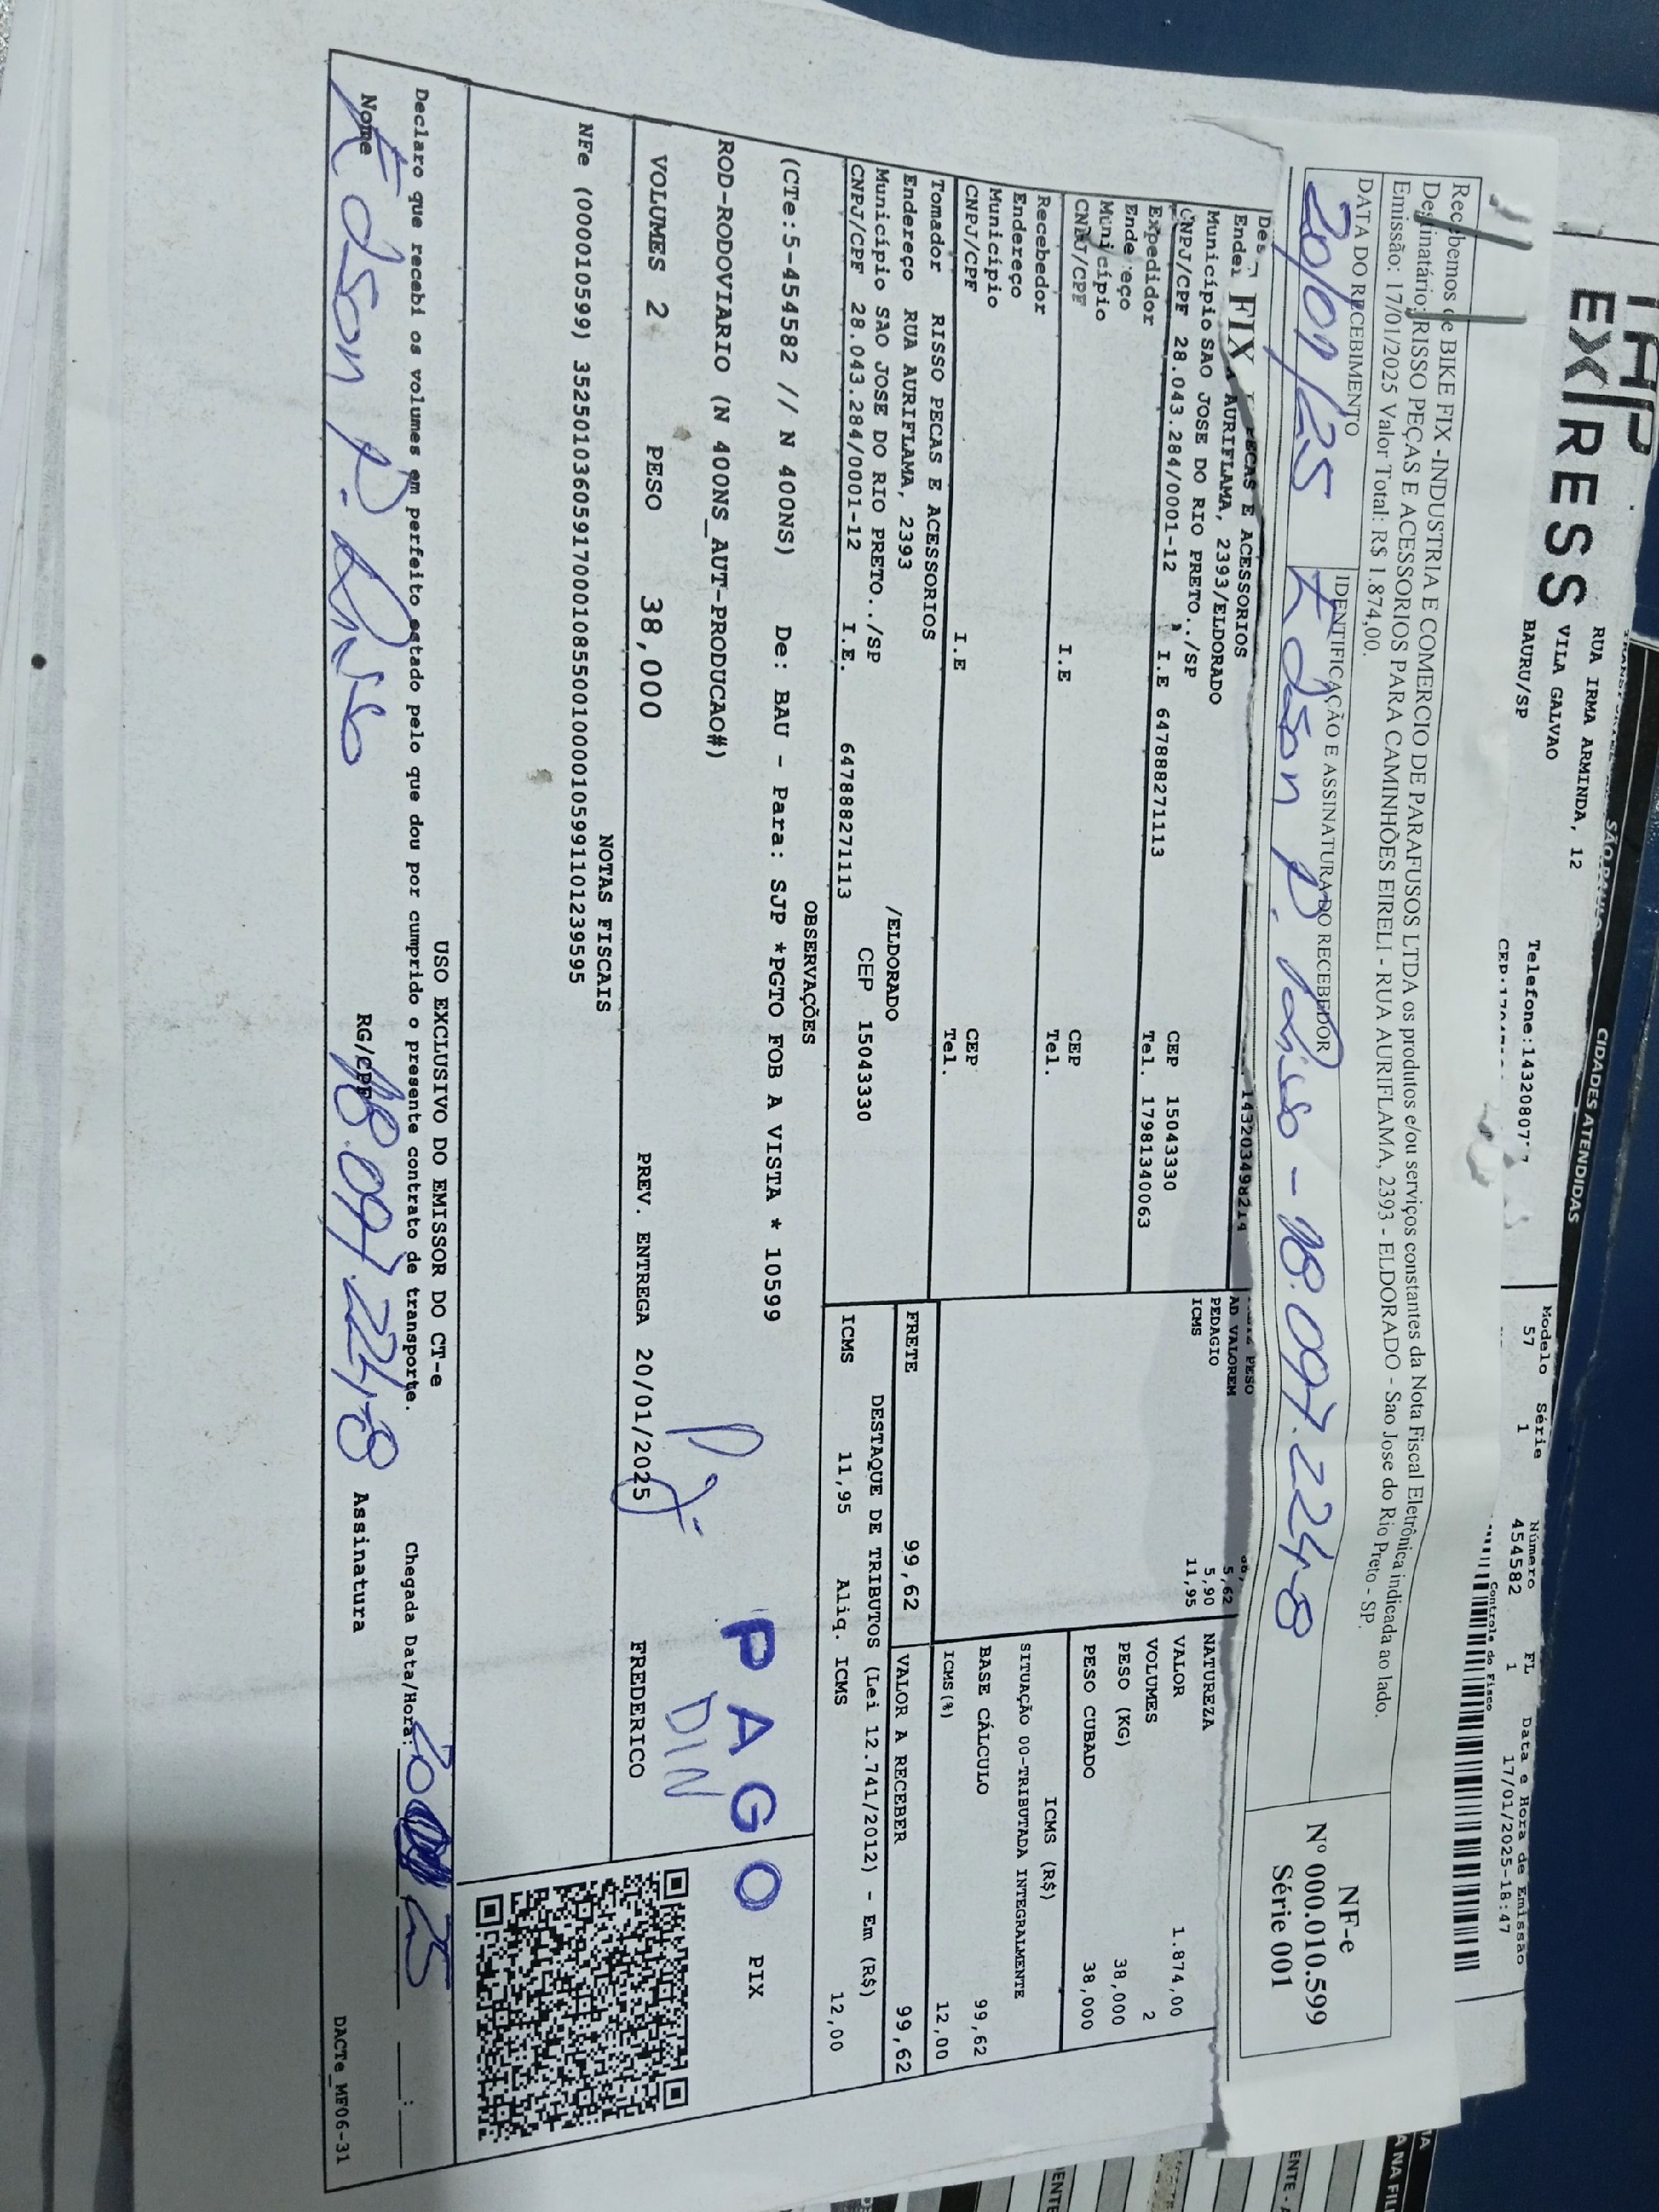 EXPRESS
RUA IRMA ARMINDA, 12
VILA GALVAO
BAURU/SP
SÃO PAULO
CIDADES ATENDIDAS
Telefone:14320807
Modelo Série Número FL Data e Hora de Emissão
57 1 454582 1 17/01/2025-18:47
Controle do Fisco
Recebemos de BIKE FIX -INDUSTRIA E COMERCIO DE PARAFUSOS LTDA os produtos e/ou serviços constantes da Nota Fiscal Eletrônica indicada ao lado.
Destinatário: RISSO PEÇAS E ACESSORIOS PARA CAMINHÕES EIRELI - RUA AURIFLAMA, 2393 - ELDORADO - Sao Jose do Rio Preto - SP.
Emissão: 17/01/2025 Valor Total: R$ 1.874,00.
DATA DO RECEBIMENTO IDENTIFICAÇÃO E ASSINATURA DO RECEBEDOR
20/01/25 Edson P. Risso - 18.097.224-8
NF-e
Nº 000.010.599
Série 001
FIX
PECAS E ACESSORIOS
AURIFLAMA, 2393/ELDORADO
Município SAO JOSE DO RIO PRETO../SP CEP 15043330
CNPJ/CPF 28.043.284/0001-12 I.E 647888271113 Tel. 17981340063
Expedidor
Endereço
Município CEP
CNPJ/CPF I.E Tel.
Recebedor
Endereço
Município CEP
CNPJ/CPF I.E Tel.
Tomador RISSO PECAS E ACESSORIOS
Endereço RUA AURIFLAMA, 2393 /ELDORADO
Município SAO JOSE DO RIO PRETO../SP CEP 15043330
CNPJ/CPF 28.043.284/0001-12 I.E. 647888271113
PESO
AD VALOREM 5,62
PEDAGIO 5,90
ICMS 11,95
NATUREZA
VALOR 1.874,00
VOLUMES 2
PESO (KG) 38,000
PESO CUBADO 38,000
ICMS (R$)
SITUAÇÃO 00-TRIBUTADA INTEGRALMENTE
BASE CÁLCULO 99,62
ICMS(%) 12,00
FRETE 99,62 VALOR A RECEBER 99,62
DESTAQUE DE TRIBUTOS (Lei 12.741/2012) - Em (R$)
ICMS 11,95 Aliq. ICMS 12,00
OBSERVAÇÕES
(CTe:5-454582 // N 400NS) De: BAU - Para: SJP *PGTO FOB A VISTA * 10599
ROD-RODOVIARIO (N 400NS_AUT-PRODUCAO#)
PAGO PIX
DIN
VOLUMES 2 PESO 38,000 PREV. ENTREGA 20/01/2025 FREDERICO
NOTAS FISCAIS
NFe (000010599) 35250103605917000108550010000105991101239595
USO EXCLUSIVO DO EMISSOR DO CT-e
Declaro que recebi os volumes em perfeito estado pelo que dou por cumprido o presente contrato de transporte. Chegada Data/Hora: 20 25
Nome Edson P. Risso RG/CPF 18.097.224-8 Assinatura
DACTe_MF06-31